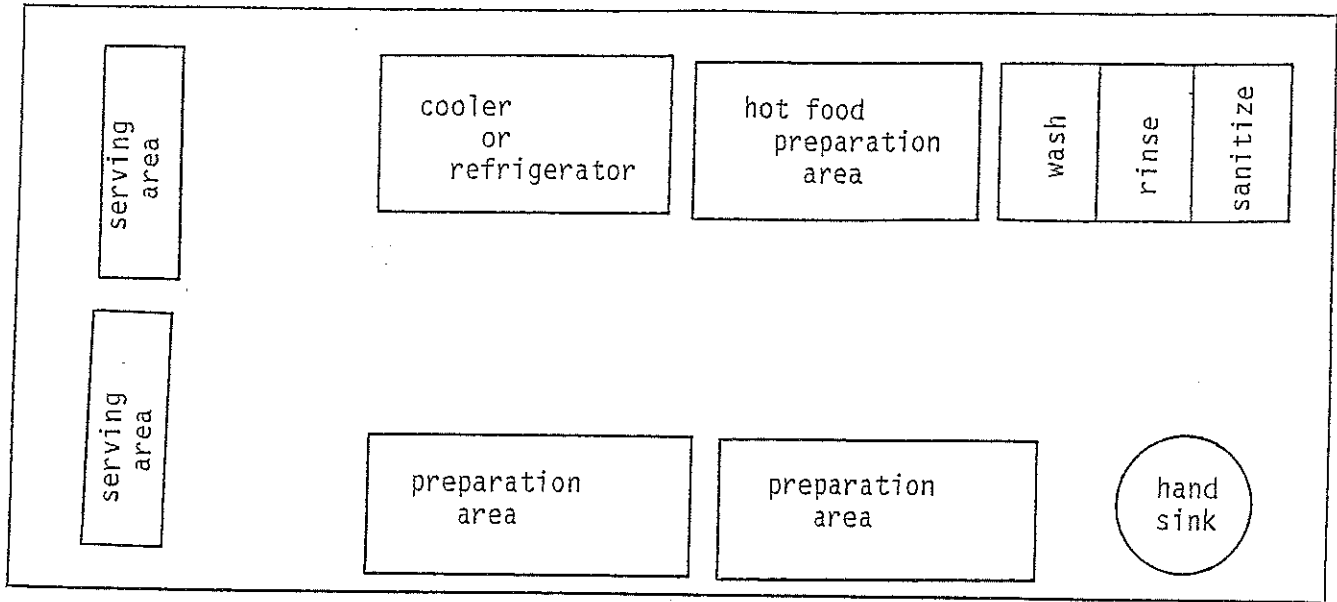 serving
area
cooler
or
refrigerator
hot food
preparation
area
wash
rinse
sanitize
serving
area
preparation
area
preparation
area
hand
sink